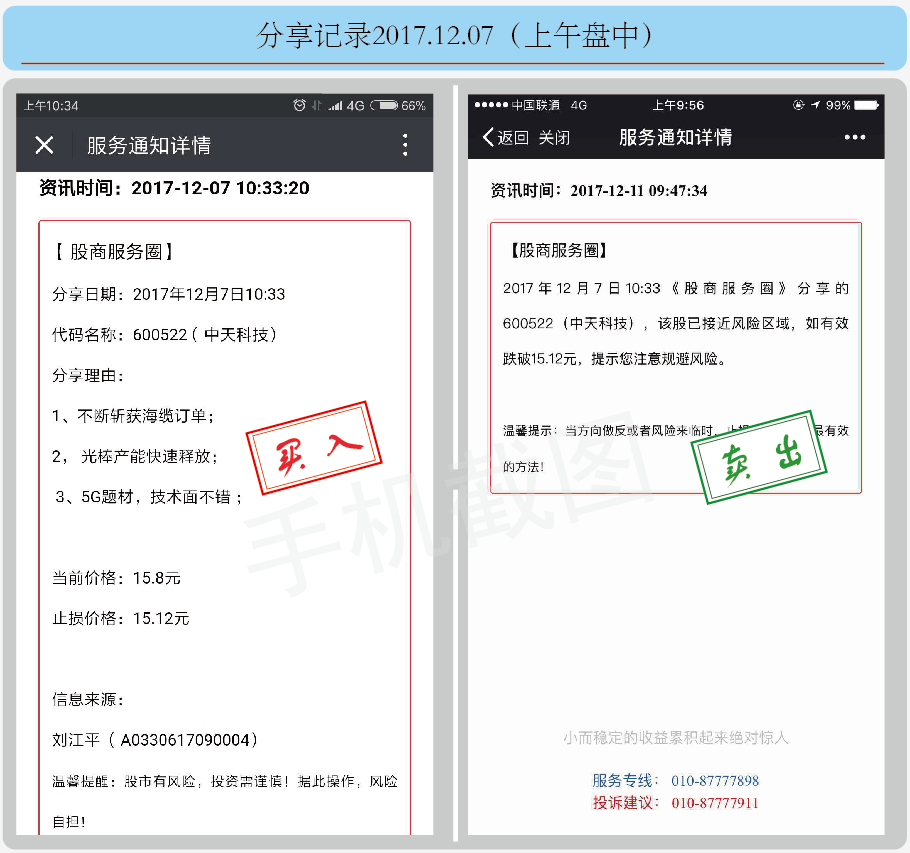 分享记录2017.12.07（上午盘中）
上午10:34
4G
66%
服务通知详情
资讯时间：2017-12-07 10:33:20
【 股商服务圈】
分享日期：2017年12月7日10:33
代码名称：600522（ 中天科技）
分享理由：
1、不断斩获海缆订单；
2， 光棒产能快速释放；
3、5G题材，技术面不错 ；
买入
当前价格：15.8元
止损价格：15.12元
信息来源：
刘江平（ A0330617090004）
温馨提醒：股市有风险，投资需谨慎！据此操作，风险
自担！
中国联通 4G
上午9:56
99%
返回 关闭
服务通知详情
资讯时间：2017-12-11 09:47:34
【股商服务圈】
2017年12月7日10:33《股商服务圈》分享的
600522（中天科技），该股已接近风险区域，如有效
跌破15.12元，提示您注意规避风险。
温馨提示：当方向做反或者风险来临时，止损 最有效
的方法！
卖出
手机截图
小而稳定的收益累积起来绝对惊人
服务专线： 010-87777898
投诉建议： 010-87777911